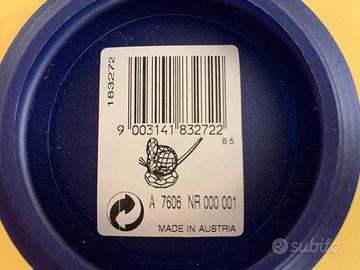 183272
9 003141 832722
B 5
A 7606 NR 000 001
MADE IN AUSTRIA
subito